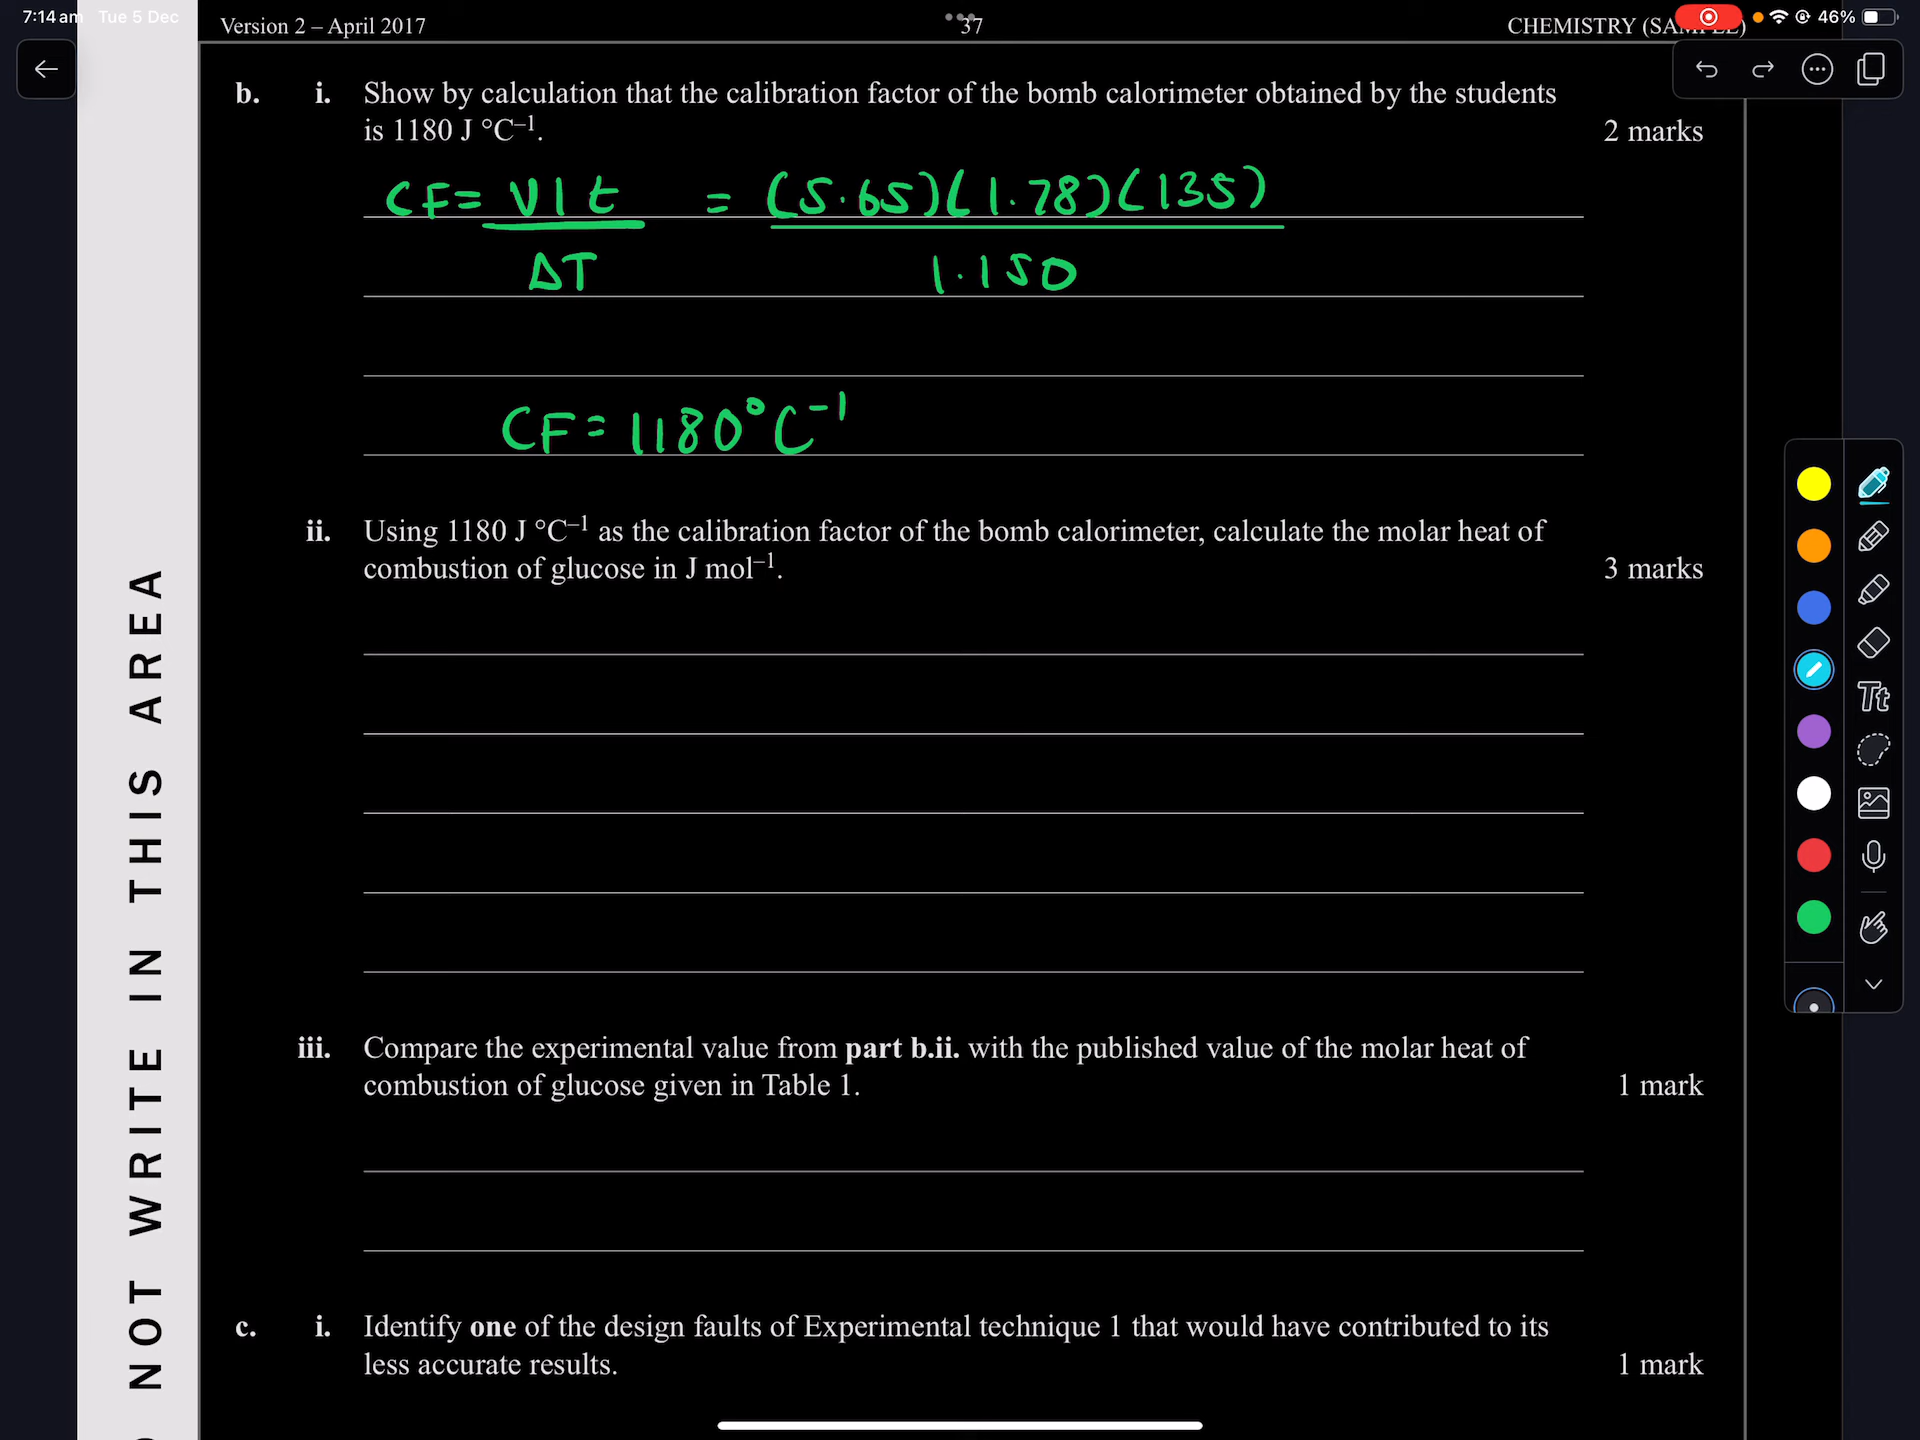 7:14 am Tue 5 Dec
46%
Version 2 – April 2017
37
CHEMISTRY (SAMPLE)
b. i. Show by calculation that the calibration factor of the bomb calorimeter obtained by the students
is 1180 J °C⁻¹.
2 marks
CF = VIt = (5.65)(1.78)(135)
ΔT 1.150
CF = 1180°C⁻¹
ii. Using 1180 J °C⁻¹ as the calibration factor of the bomb calorimeter, calculate the molar heat of
combustion of glucose in J mol⁻¹.
3 marks
iii. Compare the experimental value from part b.ii. with the published value of the molar heat of
combustion of glucose given in Table 1.
1 mark
c. i. Identify one of the design faults of Experimental technique 1 that would have contributed to its
less accurate results.
1 mark
NOT WRITE IN THIS AREA
Tt